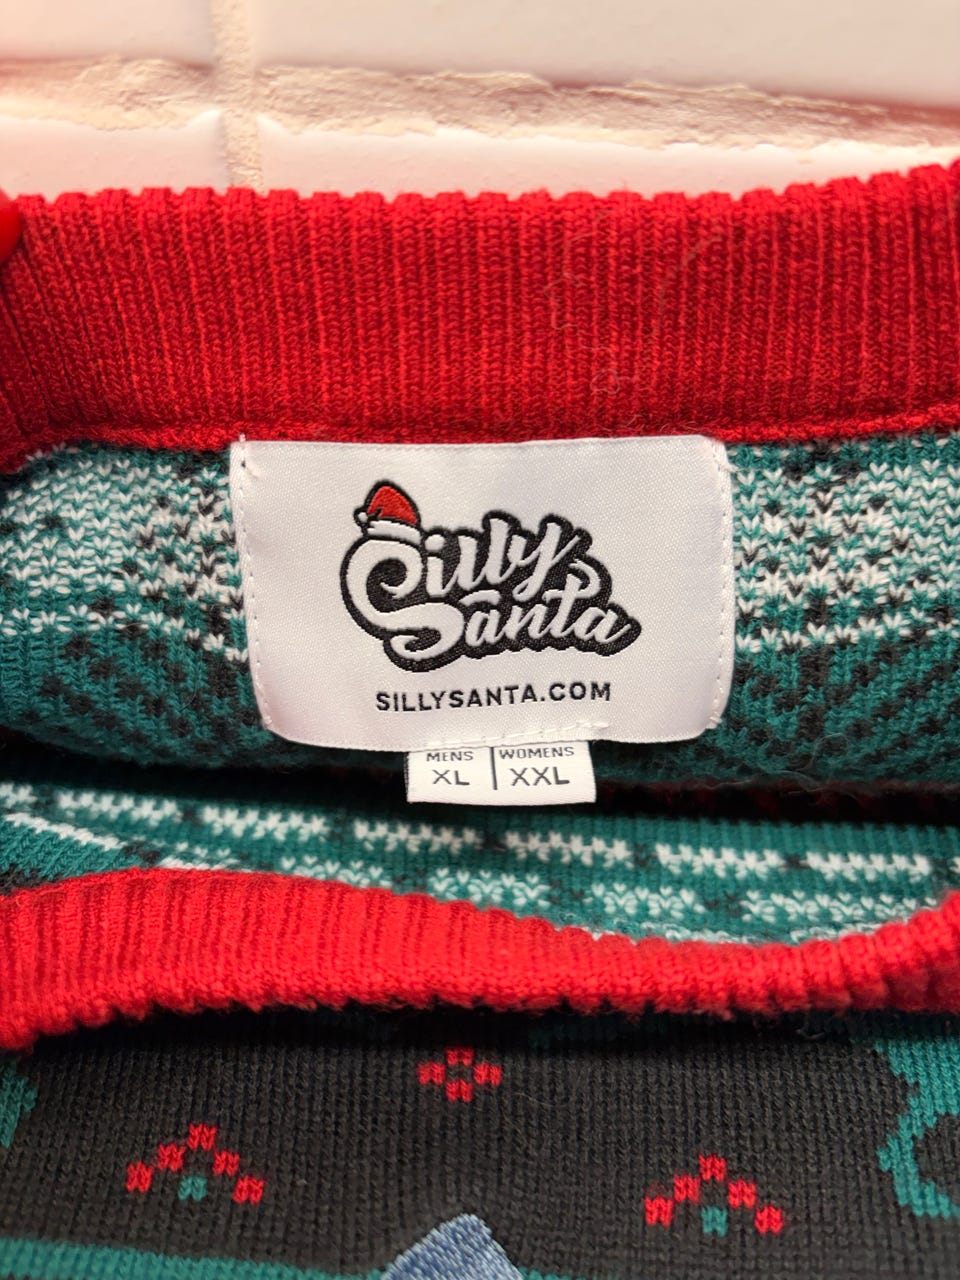 Silly
Santa
SILLYSANTA.COM
MENS | WOMENS
XL | XXL